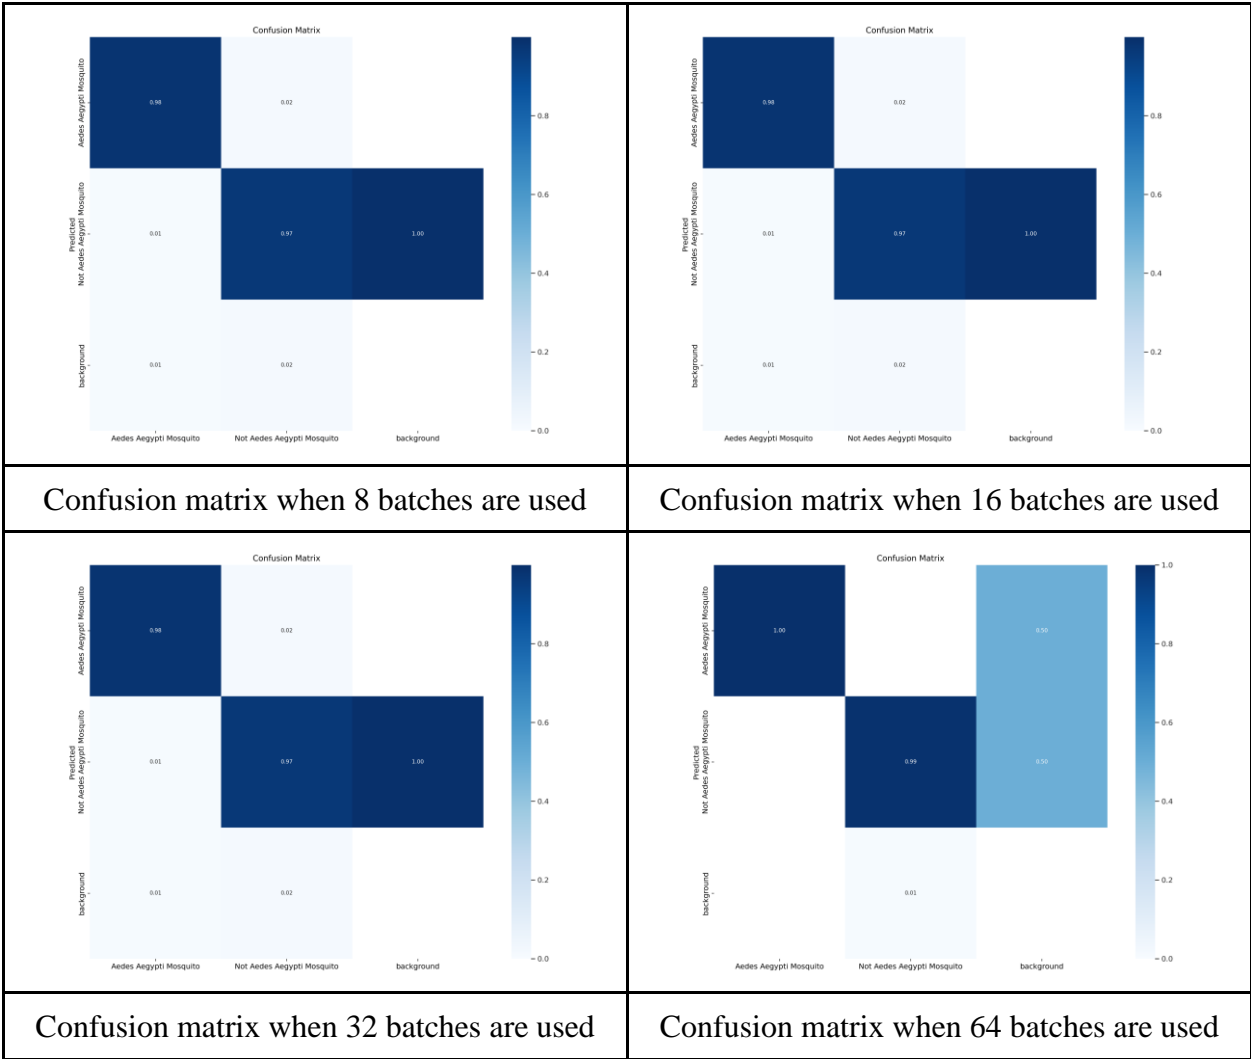 Confusion Matrix
Aedes Aegypti Mosquito
0.98
0.02
0.8
Predicted
Not Aedes Aegypti Mosquito
0.01
0.97
1.00
0.6
0.4
background
0.01
0.02
0.2
0.0
Aedes Aegypti Mosquito Not Aedes Aegypti Mosquito background
Confusion Matrix
Aedes Aegypti Mosquito
0.98
0.02
0.8
Predicted
Not Aedes Aegypti Mosquito
0.01
0.97
1.00
0.6
0.4
background
0.01
0.02
0.2
0.0
Aedes Aegypti Mosquito Not Aedes Aegypti Mosquito background
Confusion matrix when 8 batches are used
Confusion matrix when 16 batches are used
Confusion Matrix
Aedes Aegypti Mosquito
0.98
0.02
0.8
Predicted
Not Aedes Aegypti Mosquito
0.01
0.97
1.00
0.6
0.4
background
0.01
0.02
0.2
0.0
Aedes Aegypti Mosquito Not Aedes Aegypti Mosquito background
Confusion Matrix
1.0
Aedes Aegypti Mosquito
1.00
0.50
0.8
Predicted
Not Aedes Aegypti Mosquito
0.99
0.50
0.6
0.4
background
0.01
0.2
0.0
Aedes Aegypti Mosquito Not Aedes Aegypti Mosquito background
Confusion matrix when 32 batches are used
Confusion matrix when 64 batches are used